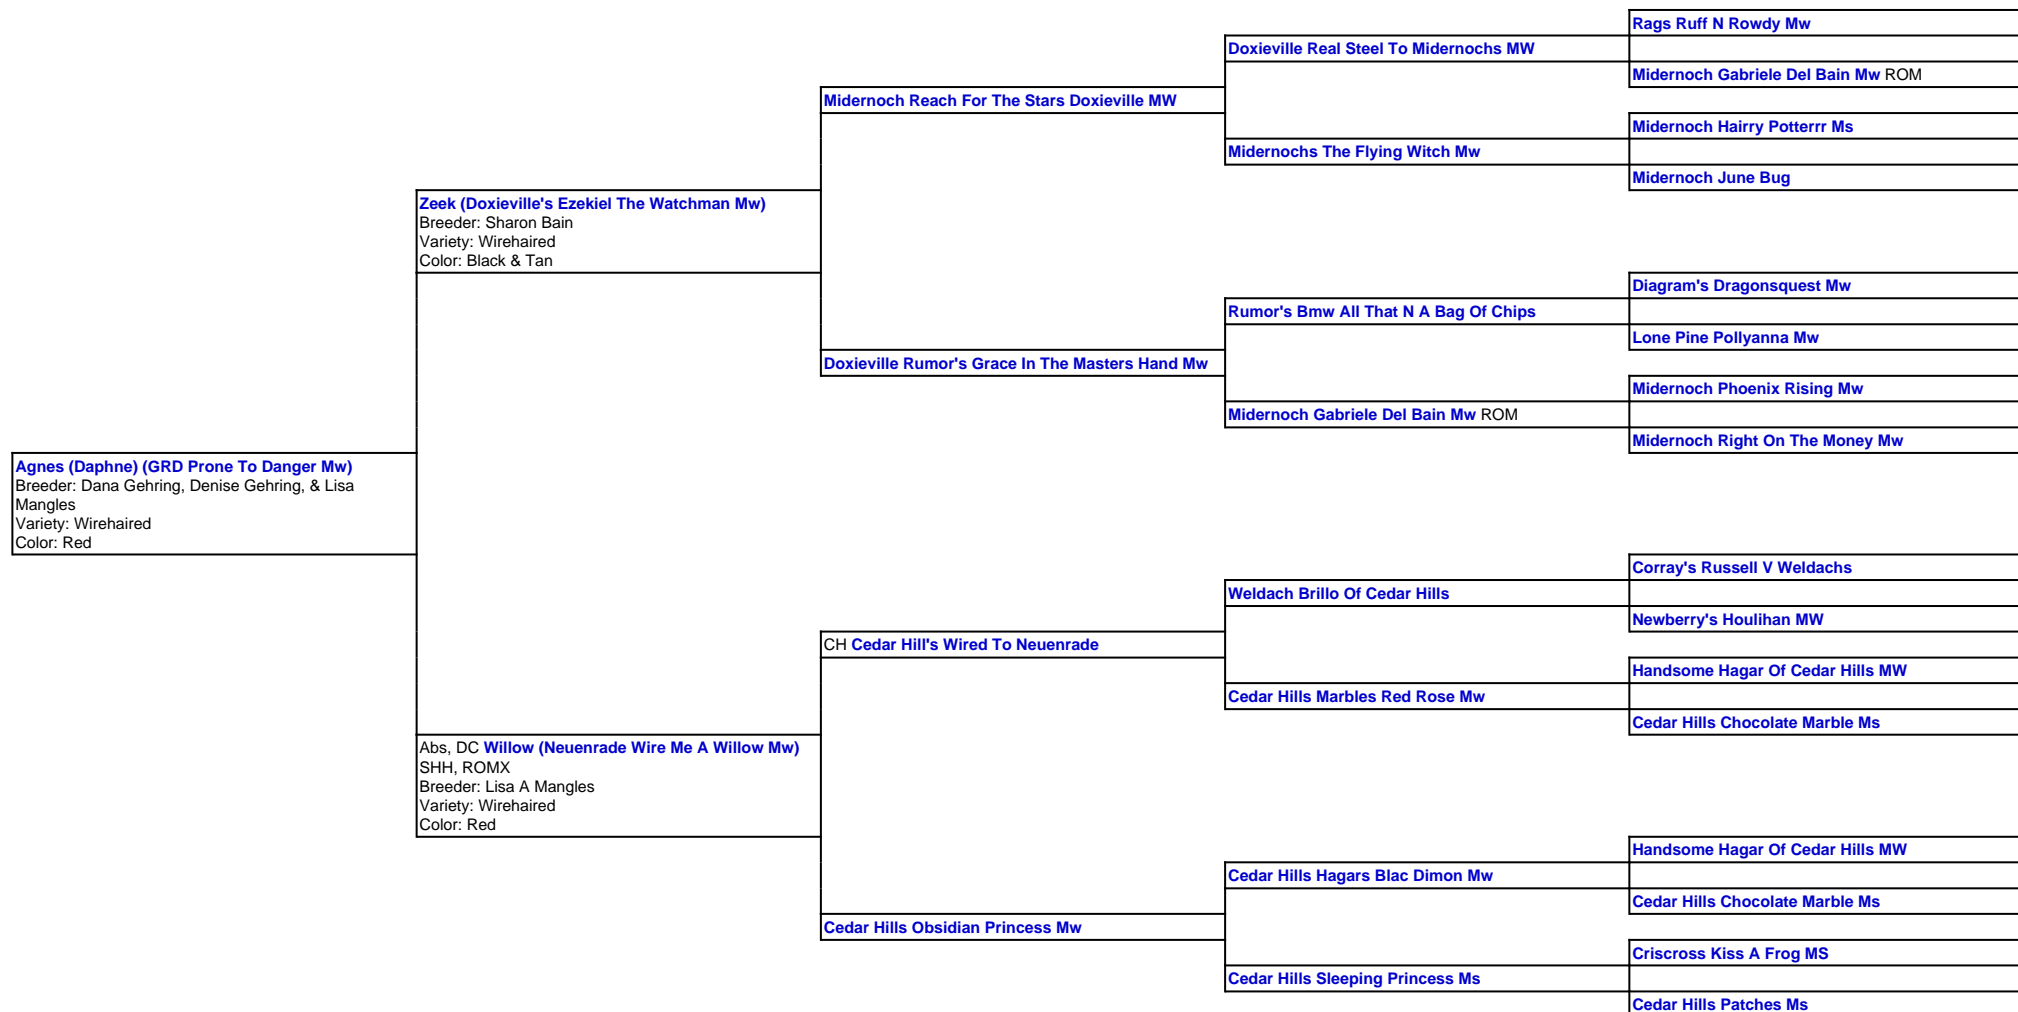 Rags Ruff N Rowdy Mw
Doxieville Real Steel To Midernochs MW
Midernoch Gabriele Del Bain Mw ROM
Midernoch Reach For The Stars Doxieville MW
Midernoch Hairry Potterrr Ms
Midernochs The Flying Witch Mw
Midernoch June Bug
Zeek (Doxieville's Ezekiel The Watchman Mw)
Breeder: Sharon Bain
Variety: Wirehaired
Color: Black & Tan
Diagram's Dragonsquest Mw
Rumor's Bmw All That N A Bag Of Chips
Lone Pine Pollyanna Mw
Doxieville Rumor's Grace In The Masters Hand Mw
Midernoch Phoenix Rising Mw
Midernoch Gabriele Del Bain Mw ROM
Midernoch Right On The Money Mw
Agnes (Daphne) (GRD Prone To Danger Mw)
Breeder: Dana Gehring, Denise Gehring, & Lisa
Mangles
Variety: Wirehaired
Color: Red
Corray's Russell V Weldachs
Weldach Brillo Of Cedar Hills
Newberry's Houlihan MW
CH Cedar Hill's Wired To Neuenrade
Handsome Hagar Of Cedar Hills MW
Cedar Hills Marbles Red Rose Mw
Cedar Hills Chocolate Marble Ms
Abs, DC Willow (Neuenrade Wire Me A Willow Mw)
SHH, ROMX
Breeder: Lisa A Mangles
Variety: Wirehaired
Color: Red
Handsome Hagar Of Cedar Hills MW
Cedar Hills Hagars Blac Dimon Mw
Cedar Hills Chocolate Marble Ms
Cedar Hills Obsidian Princess Mw
Criscross Kiss A Frog MS
Cedar Hills Sleeping Princess Ms
Cedar Hills Patches Ms